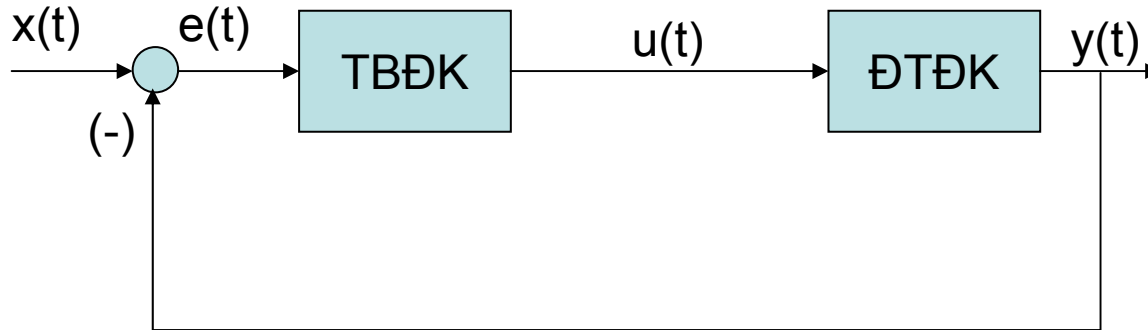 x(t)
e(t)
TBĐK
u(t)
ĐTĐK
y(t)
(-)